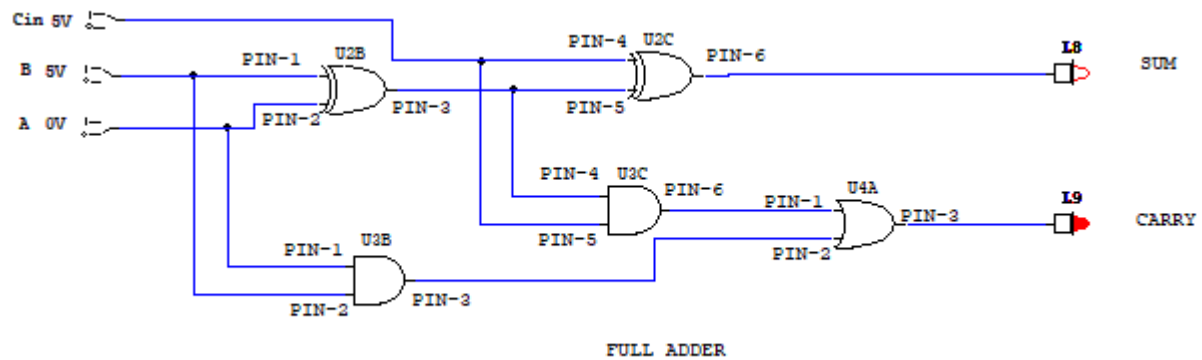 Cin 5V
B 5V
A 0V
PIN-1
U2B
PIN-2
PIN-3
PIN-4
U2C
PIN-6
PIN-5
L8
SUM
PIN-4
U3C
PIN-6
PIN-5
PIN-1
U4A
PIN-3
PIN-2
L9
CARRY
PIN-1
U3B
PIN-2
PIN-3
FULL ADDER